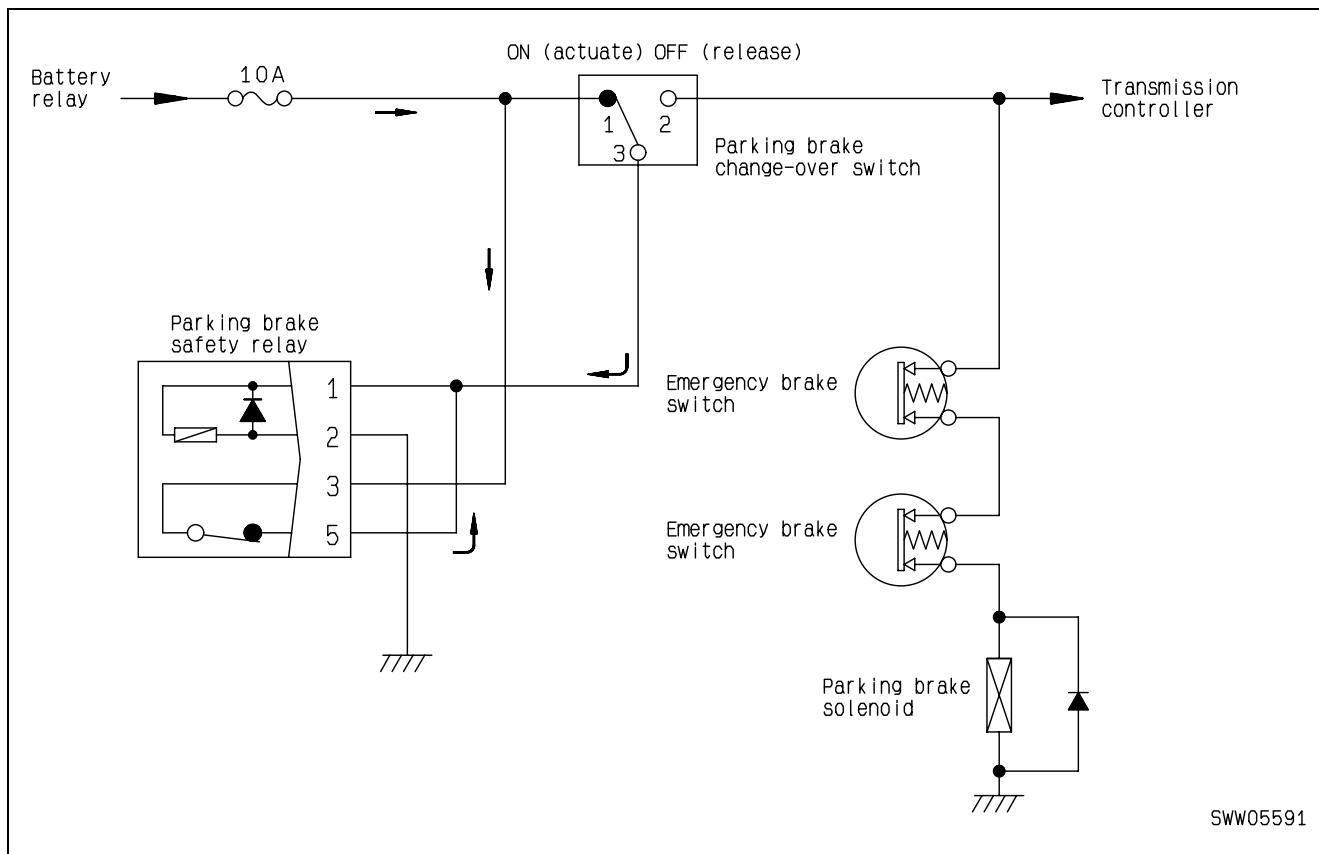 ON (actuate) OFF (release)
Battery
relay
10A
1
2
3
Transmission
controller
Parking brake
change-over switch
Parking brake
safety relay
1
2
3
5
Emergency brake
switch
Emergency brake
switch
Parking brake
solenoid
SWW05591